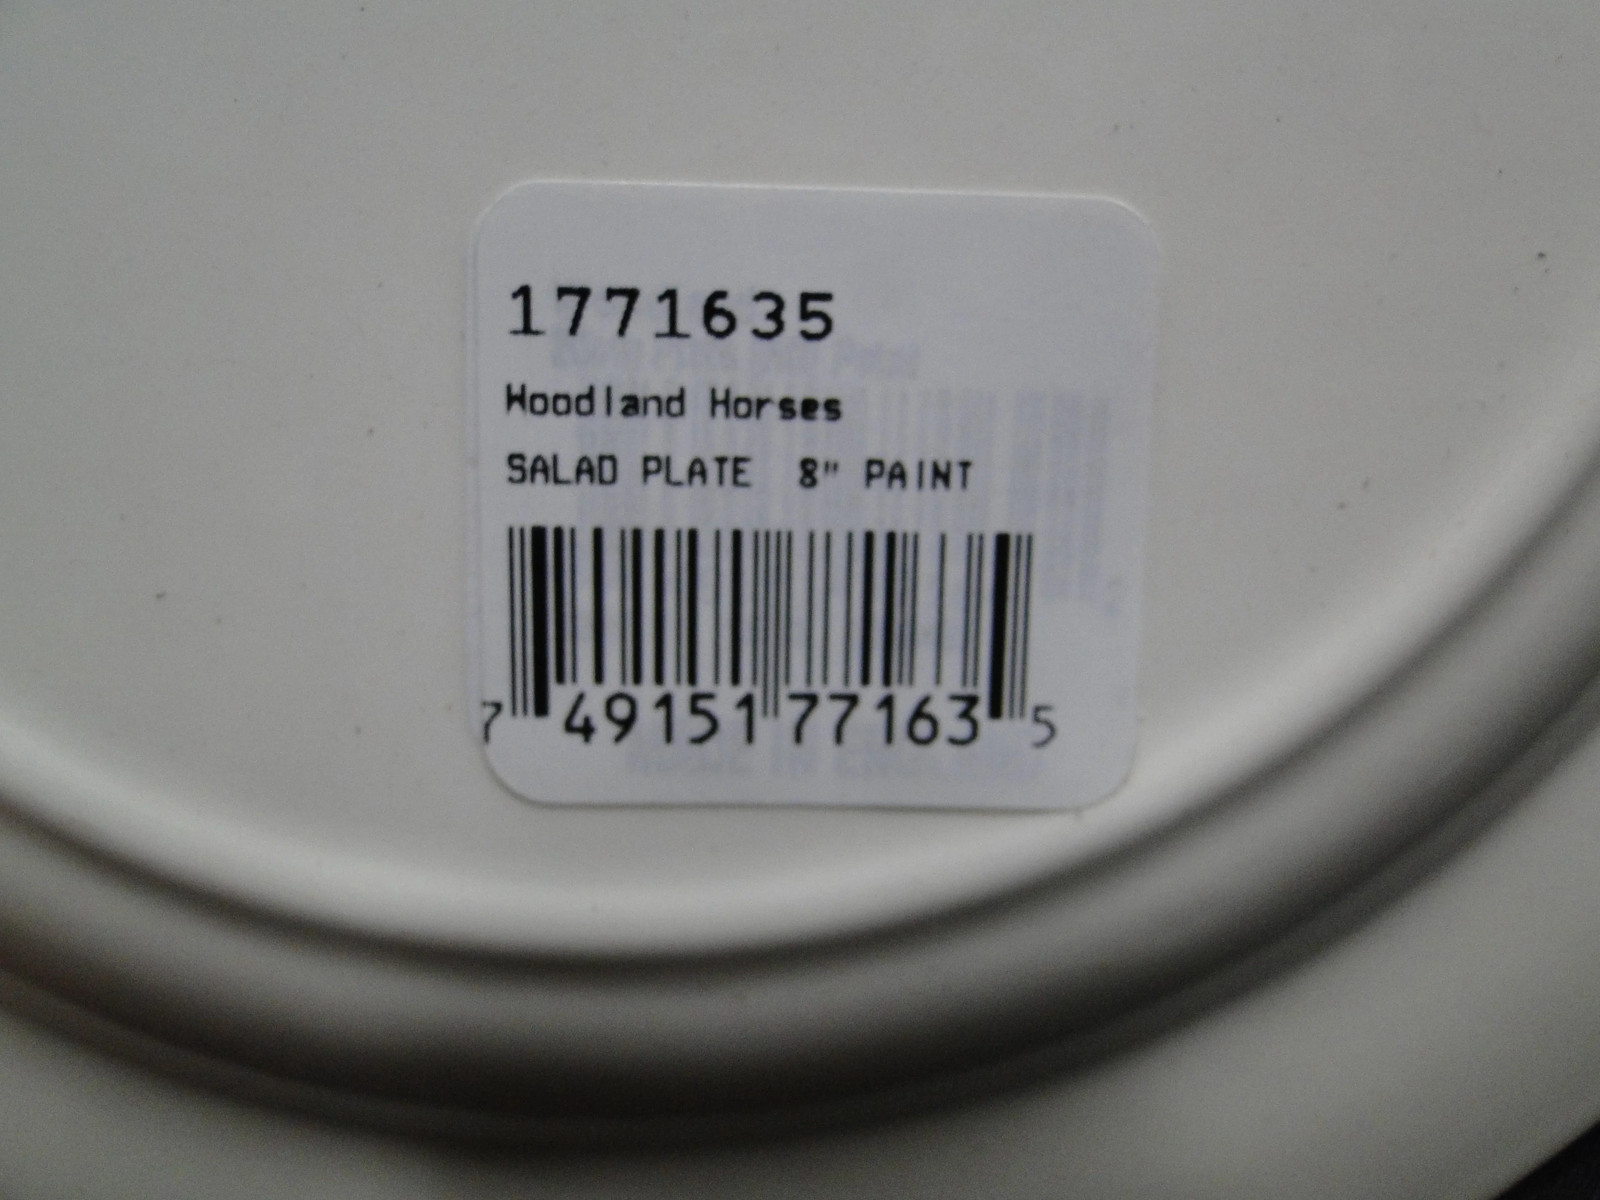 1771635
Woodland Horses
SALAD PLATE 8" PAINT
7 49151 77163 5